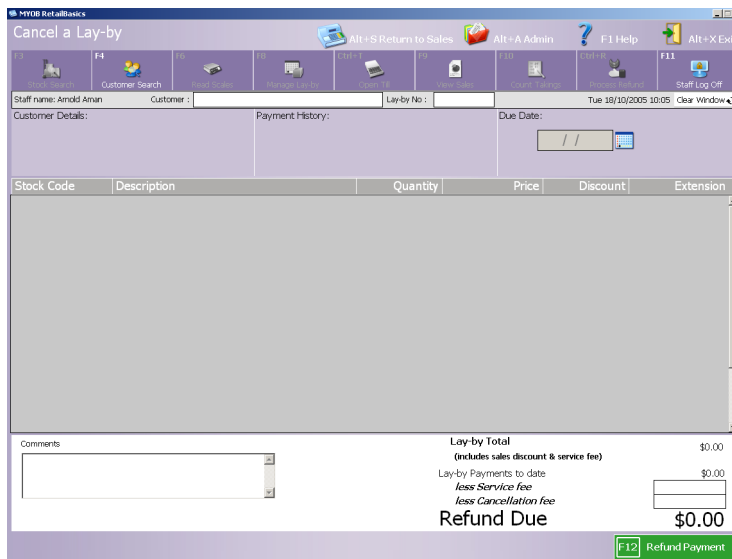 MYOB RetailBasics
Cancel a Lay-by
Alt+S Return to Sales
Alt+A Admin
F1 Help
Alt+X Exi
F3 F4 F6 F8 Ctrl+T F9 F10 Ctrl+R F11
Stock Search Customer Search Read Scales Manage Lay-by Open Till View Sales Count Takings Process Refund Staff Log Off
Staff name: Arnold Aman Customer : Lay-by No : Tue 18/10/2005 10:05 Clear Window
Customer Details: Payment History: Due Date:
/ /
Stock Code Description Quantity Price Discount Extension
Comments
Lay-by Total $0.00
(includes sales discount & service fee)
Lay-by Payments to date $0.00
less Service fee
less Cancellation fee
Refund Due $0.00
F12 Refund Payment